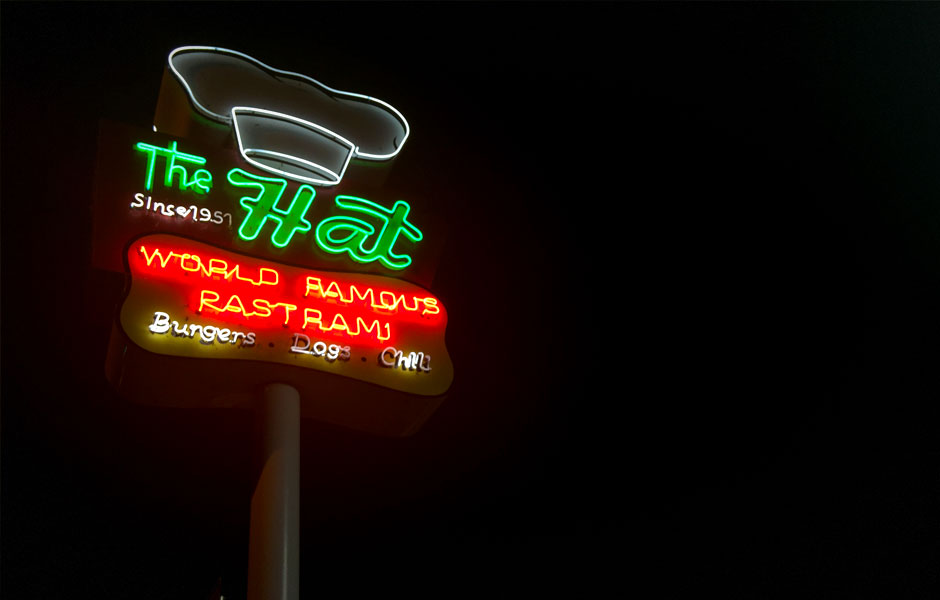 The Hat
Since 1951
WORLD FAMOUS
PASTRAMI
Burgers · Dogs · Chili